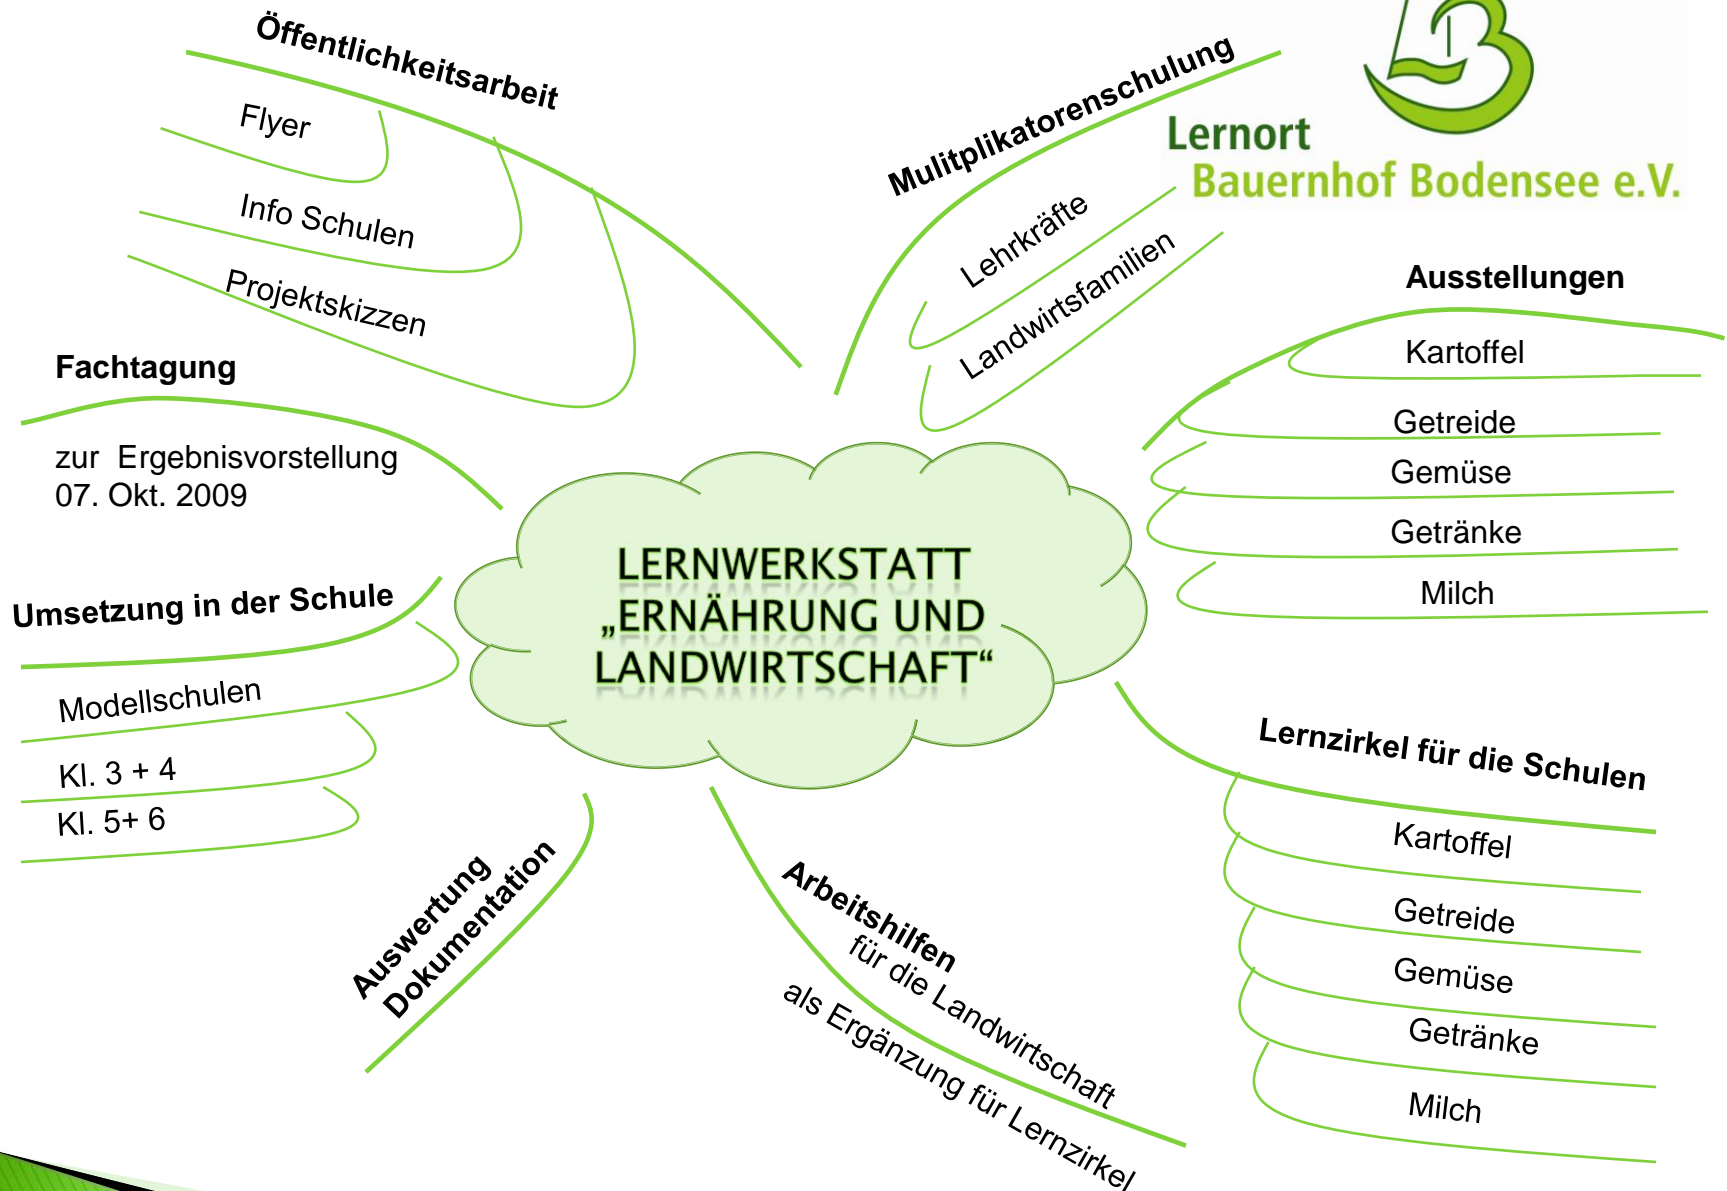 Öffentlichkeitsarbeit
Flyer
Info Schulen
Projektskizzen
Mulitplikatorenschulung
Lehrkräfte
Landwirtsfamilien
LB
Lernort
Bauernhof Bodensee e.V.
Ausstellungen
Kartoffel
Getreide
Gemüse
Getränke
Milch
Fachtagung
zur Ergebnisvorstellung
07. Okt. 2009
LERNWERKSTATT
„ERNÄHRUNG UND
LANDWIRTSCHAFT“
Umsetzung in der Schule
Modellschulen
Kl. 3 + 4
Kl. 5+ 6
Lernzirkel für die Schulen
Kartoffel
Getreide
Gemüse
Getränke
Milch
Auswertung
Dokumentation
Arbeitshilfen
für die Landwirtschaft
als Ergänzung für Lernzirkel